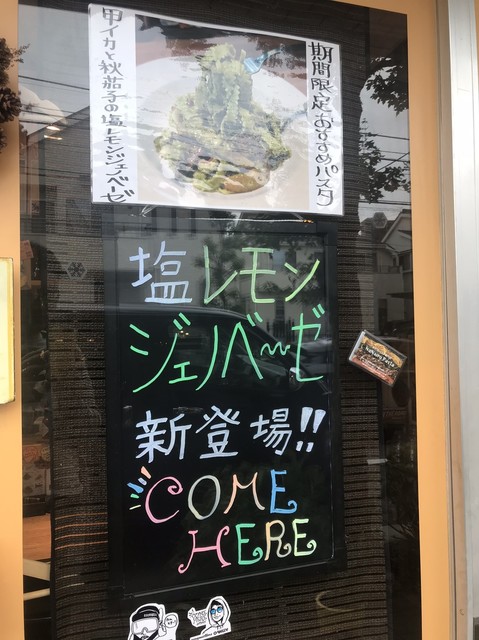 期間限定おすすめパスタ
甲イカと秋茄子の塩レモンジェノベーゼ
塩レモン
ジェノベ〜ゼ
新登場!!
COME
HERE